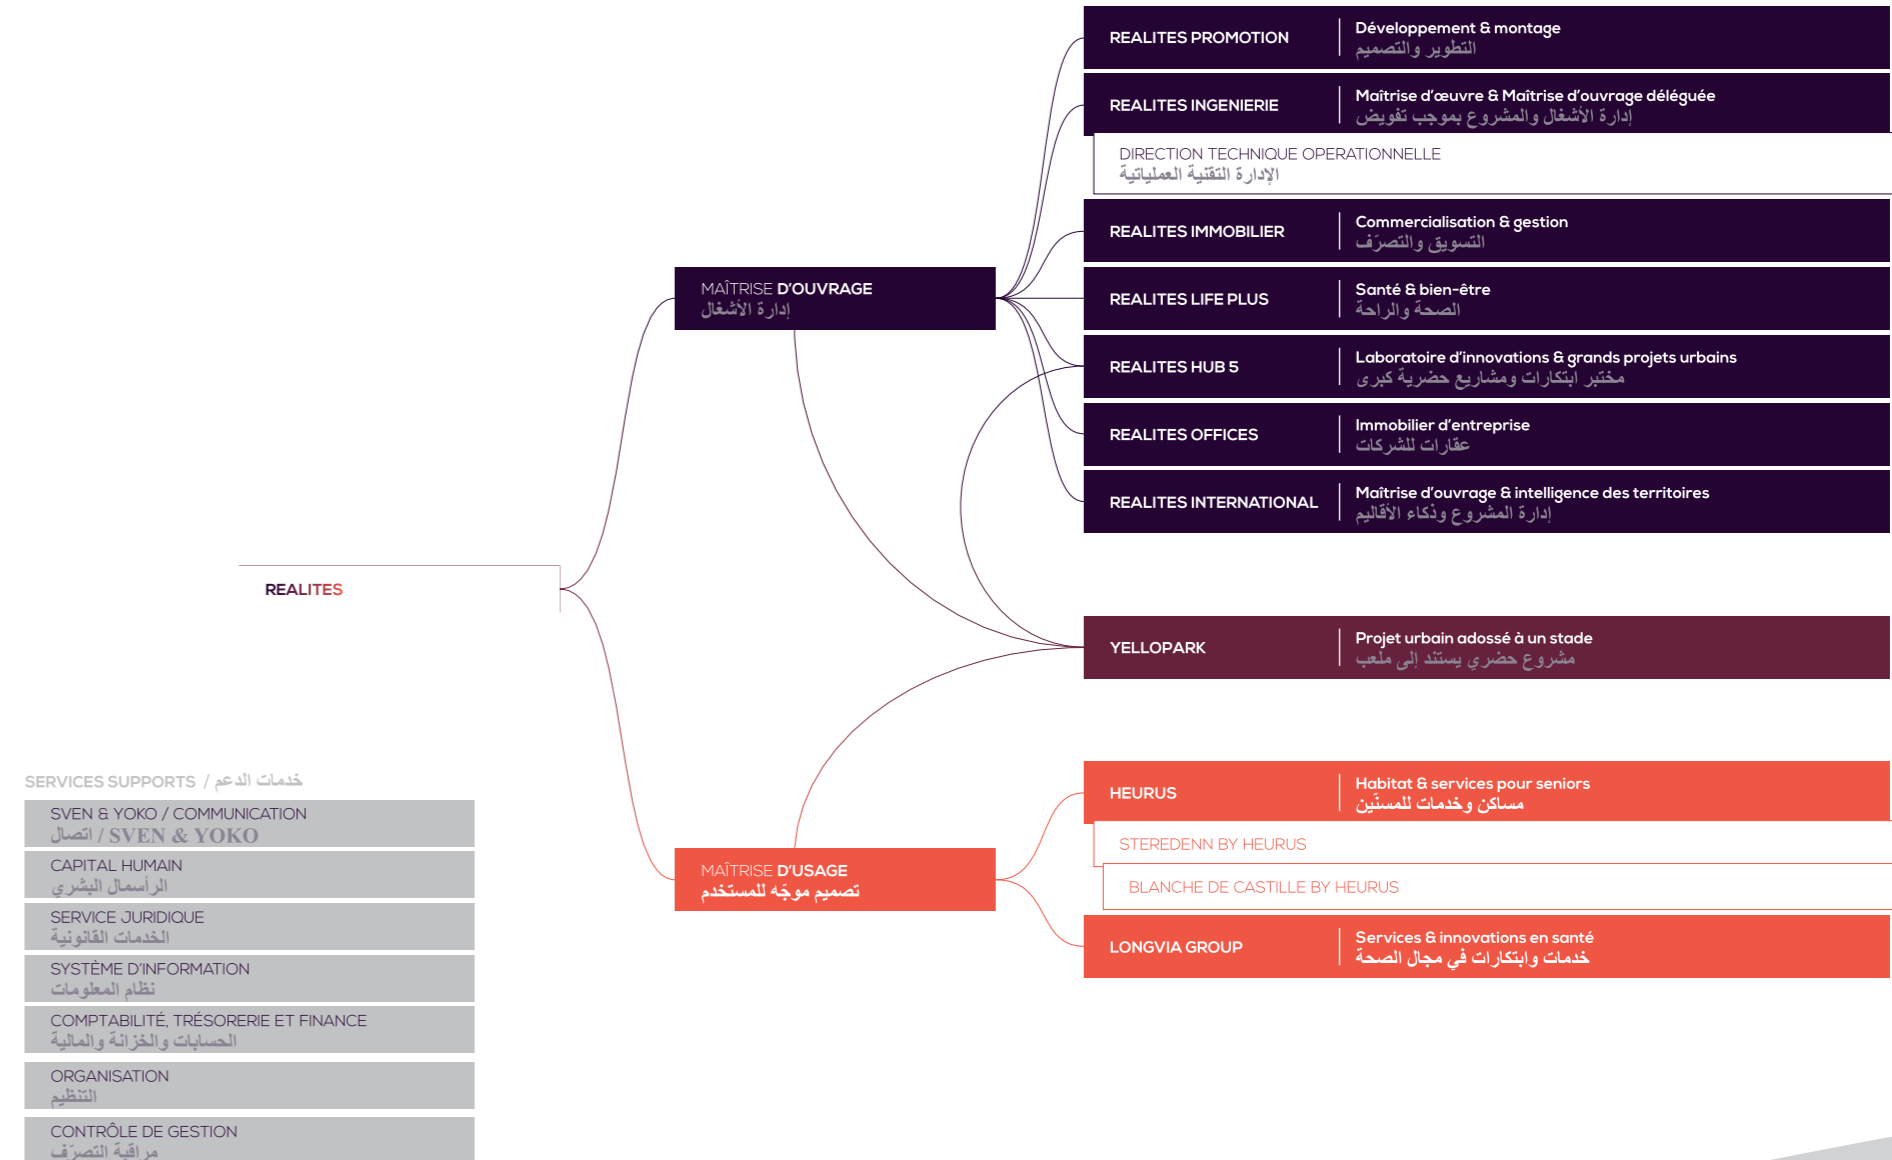 REALITES PROMOTION
Développement & montage
التطوير والتصميم
REALITES INGENIERIE
Maîtrise d'œuvre & Maîtrise d'ouvrage déléguée
إدارة الأشغال والمشروع بموجب تفويض
DIRECTION TECHNIQUE OPERATIONNELLE
الإدارة التقنية العملياتية
REALITES IMMOBILIER
Commercialisation & gestion
التسويق والتصرّف
MAÎTRISE D'OUVRAGE
إدارة الأشغال
REALITES LIFE PLUS
Santé & bien-être
الصحة والراحة
REALITES HUB 5
Laboratoire d'innovations & grands projets urbains
مختبر ابتكارات ومشاريع حضرية كبرى
REALITES OFFICES
Immobilier d'entreprise
عقارات للشركات
REALITES INTERNATIONAL
Maîtrise d'ouvrage & intelligence des territoires
إدارة المشروع وذكاء الأقاليم
REALITES
YELLOPARK
Projet urbain adossé à un stade
مشروع حضري يستند إلى ملعب
HEURUS
Habitat & services pour seniors
مساكن وخدمات للمسنّين
STEREDENN BY HEURUS
BLANCHE DE CASTILLE BY HEURUS
MAÎTRISE D'USAGE
تصميم موجّه للمستخدم
LONGVIA GROUP
Services & innovations en santé
خدمات وابتكارات في مجال الصحة
SERVICES SUPPORTS / خدمات الدعم
SVEN & YOKO / COMMUNICATION
اتصال / SVEN & YOKO
CAPITAL HUMAIN
الرأسمال البشري
SERVICE JURIDIQUE
الخدمات القانونية
SYSTÈME D'INFORMATION
نظام المعلومات
COMPTABILITÉ, TRÉSORERIE ET FINANCE
الحسابات والخزانة والمالية
ORGANISATION
التنظيم
CONTRÔLE DE GESTION
مراقبة التصرّف